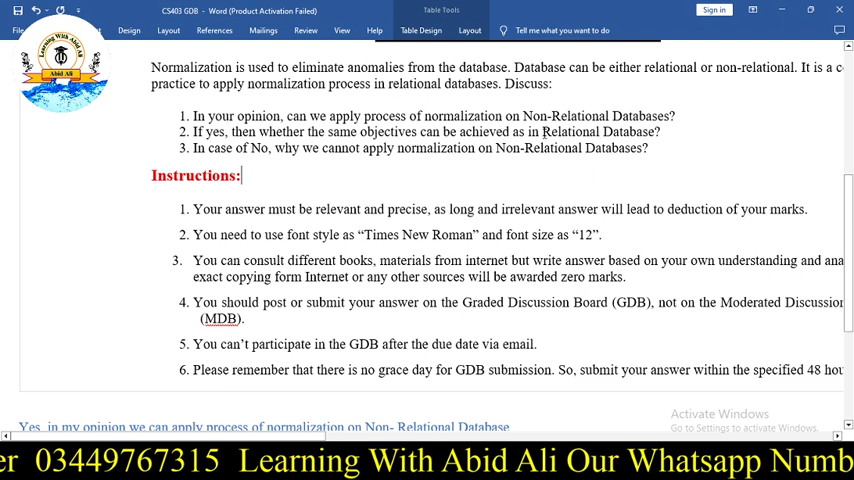 CS403 GDB - Word (Product Activation Failed)
Table Tools
Sign in
Design Layout References Mailings Review View Help Table Design Layout Tell me what you want to do
Learning With Abid Ali
Abid Ali
Normalization is used to eliminate anomalies from the database. Database can be either relational or non-relational. It is a c
practice to apply normalization process in relational databases. Discuss:
1. In your opinion, can we apply process of normalization on Non-Relational Databases?
2. If yes, then whether the same objectives can be achieved as in Relational Database?
3. In case of No, why we cannot apply normalization on Non-Relational Databases?
Instructions:
1. Your answer must be relevant and precise, as long and irrelevant answer will lead to deduction of your marks.
2. You need to use font style as “Times New Roman” and font size as “12”.
3. You can consult different books, materials from internet but write answer based on your own understanding and ana
exact copying form Internet or any other sources will be awarded zero marks.
4. You should post or submit your answer on the Graded Discussion Board (GDB), not on the Moderated Discussion
(MDB).
5. You can’t participate in the GDB after the due date via email.
6. Please remember that there is no grace day for GDB submission. So, submit your answer within the specified 48 hou
Activate Windows
Go to Settings to activate Windows.
Yes, in my opinion we can apply process of normalization on Non- Relational Database
er 03449767315 Learning With Abid Ali Our Whatsapp Numb